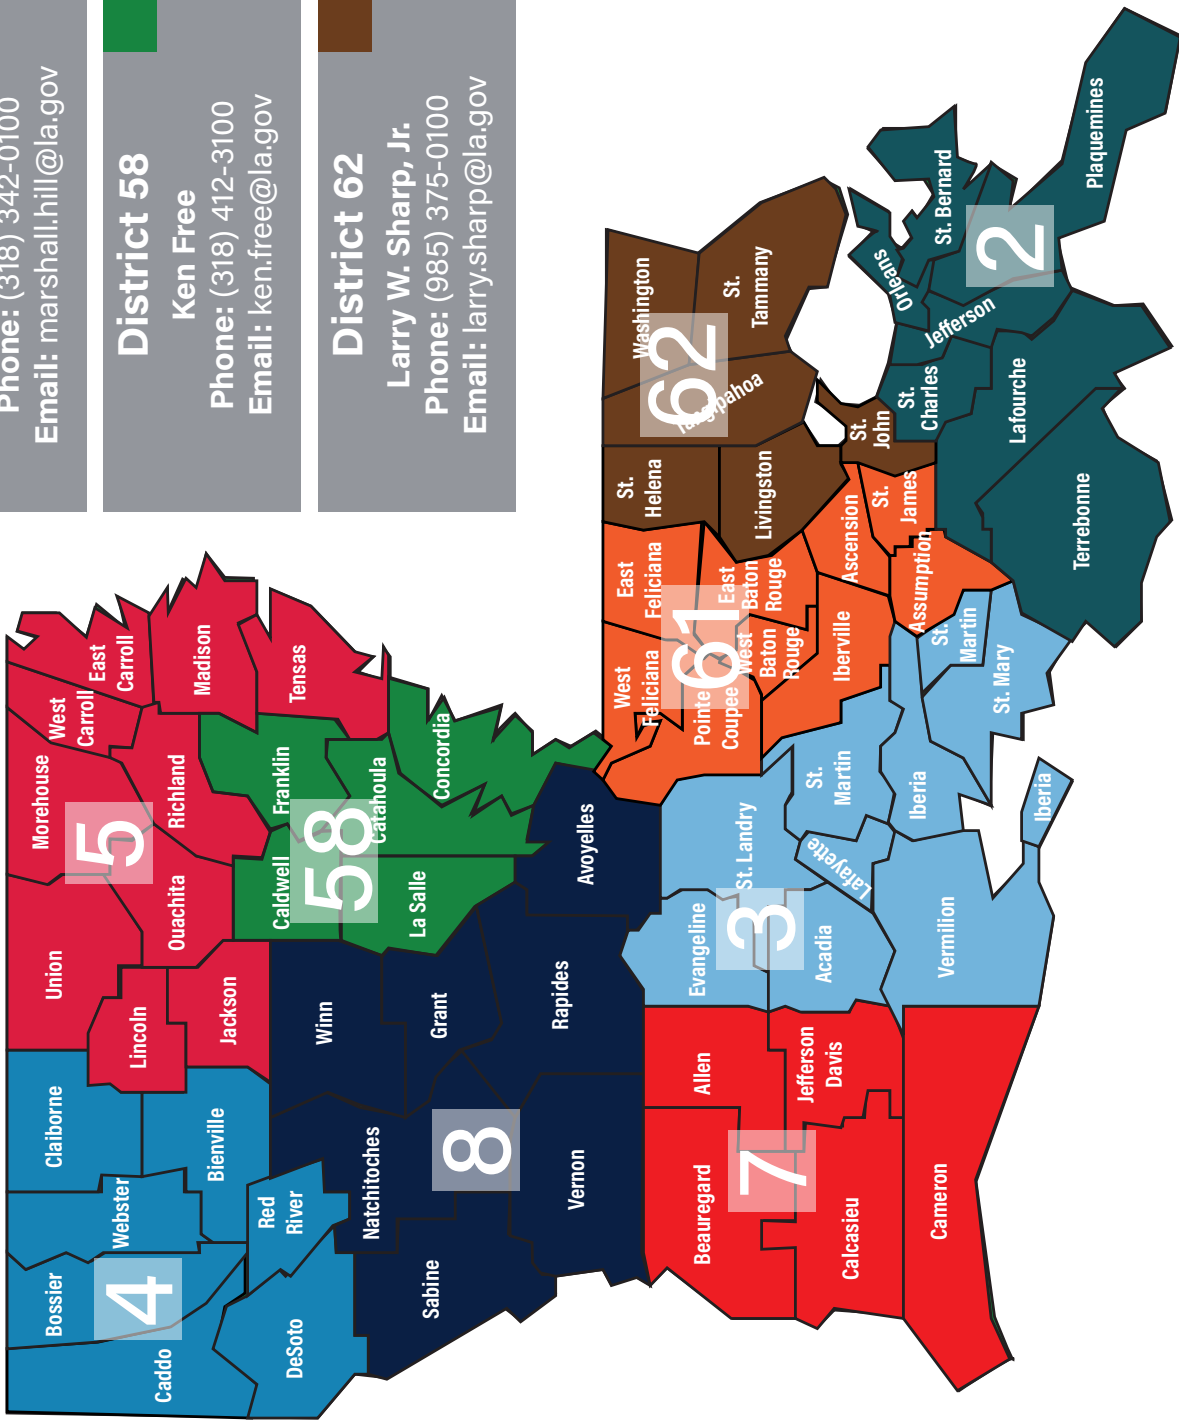 Phone: (318) 342-0100
Email: marshall.hill@la.gov
District 58
Ken Free
Phone: (318) 412-3100
Email: ken.free@la.gov
District 62
Larry W. Sharp, Jr.
Phone: (985) 375-0100
Email: larry.sharp@la.gov
Caddo
Bossier
Webster
Claiborne
Bienville
Red
River
DeSoto
4
Union
Lincoln
Jackson
Ouachita
Morehouse
West
Carroll
East
Carroll
Richland
Madison
Tensas
5
Caldwell
Franklin
Catahoula
Concordia
La Salle
58
Winn
Grant
Natchitoches
Sabine
Vernon
Rapides
Avoyelles
8
Beauregard
Allen
Jefferson
Davis
Calcasieu
Cameron
7
Evangeline
St. Landry
Acadia
Lafayette
St.
Martin
Vermilion
Iberia
Iberia
St.
Martin
St. Mary
3
West
Feliciana
East
Feliciana
Pointe
Coupee
West
Baton
Rouge
East
Baton
Rouge
Iberville
Ascension
St.
James
Assumption
61
St.
Helena
Livingston
Tangipahoa
Washington
St.
Tammany
St.
John
62
St.
Charles
Jefferson
Orleans
St. Bernard
Plaquemines
Lafourche
Terrebonne
2